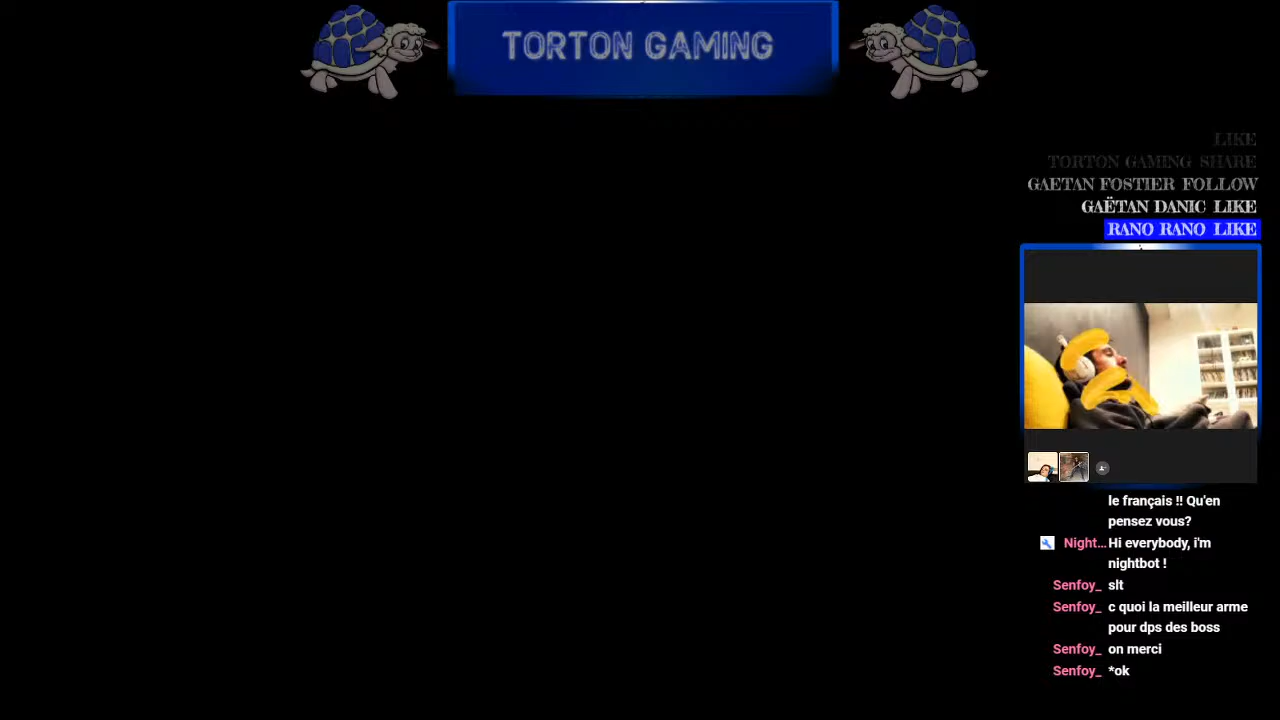 TORTON GAMING
LIKE
TORTON GAMING SHARE
GAETAN FOSTIER FOLLOW
GAËTAN DANIC LIKE
RANO RANO LIKE
le français !! Qu'en
pensez vous?
Night... Hi everybody, i'm
nightbot !
Senfoy_ slt
Senfoy_ c quoi la meilleur arme
pour dps des boss
Senfoy_ on merci
Senfoy_ *ok